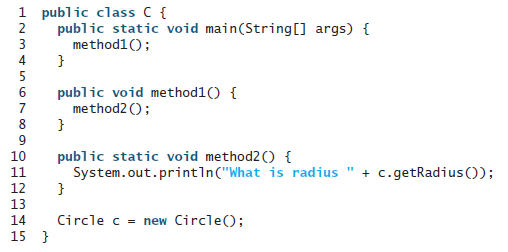 1 public class C {
2 public static void main(String[] args) {
3 method1();
4 }
5
6 public void method1() {
7 method2();
8 }
9
10 public static void method2() {
11 System.out.println("What is radius " + c.getRadius());
12 }
13
14 Circle c = new Circle();
15 }